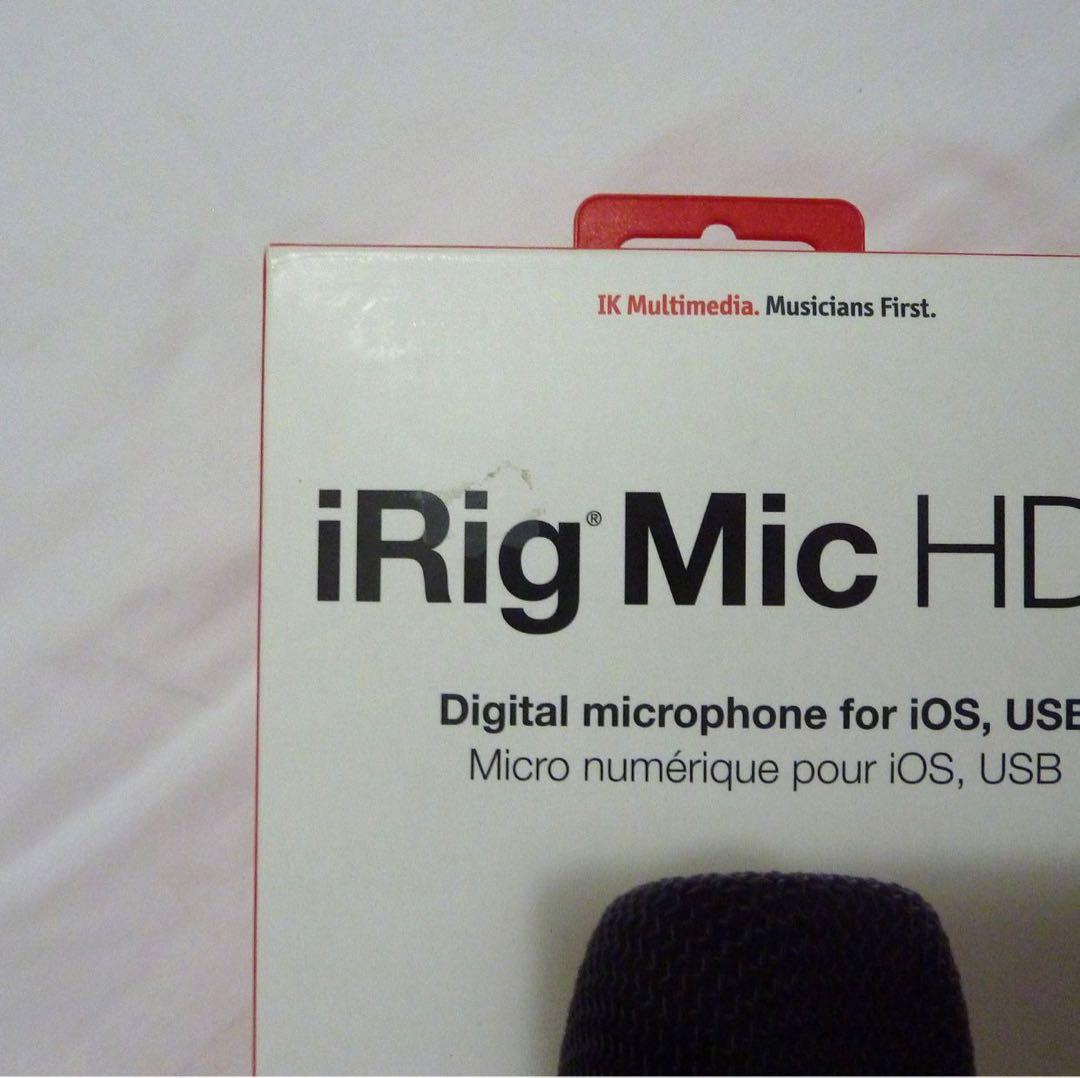 IK Multimedia. Musicians First.
iRig® Mic HD
Digital microphone for iOS, USB
Micro numérique pour iOS, USB